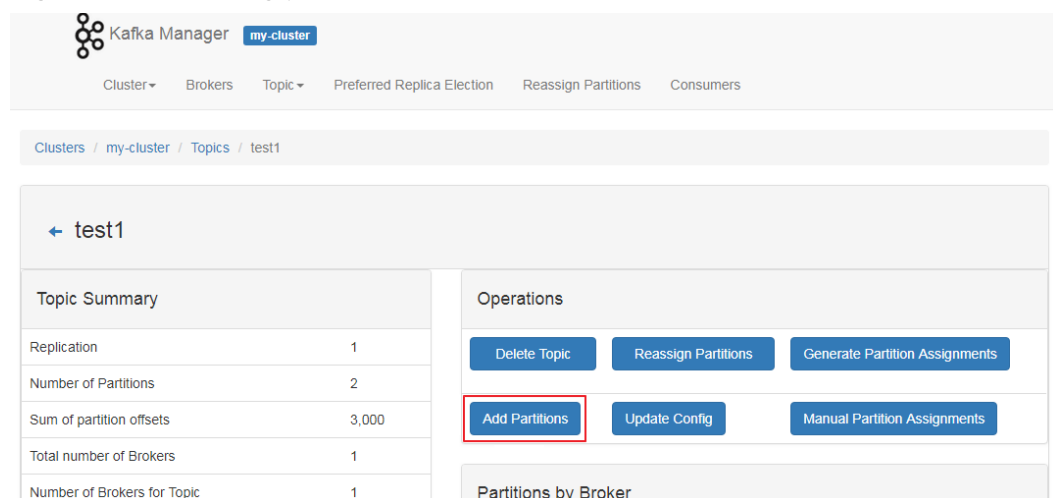 Kafka Manager my-cluster
Cluster Brokers Topic Preferred Replica Election Reassign Partitions Consumers
Clusters / my-cluster / Topics / test1
← test1
Topic Summary
Replication 1
Number of Partitions 2
Sum of partition offsets 3,000
Total number of Brokers 1
Number of Brokers for Topic 1
Operations
Delete Topic Reassign Partitions Generate Partition Assignments
Add Partitions Update Config Manual Partition Assignments
Partitions by Broker